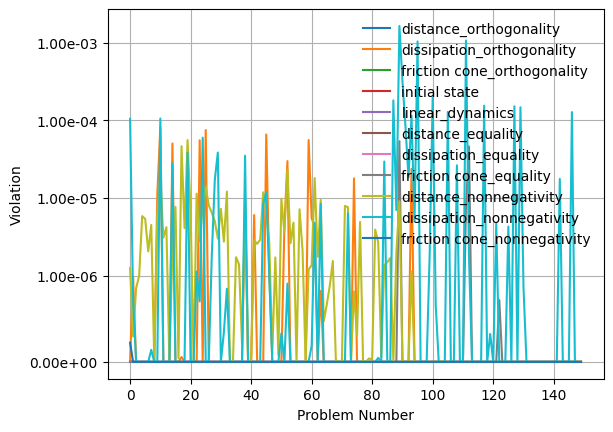 1.00e-03
1.00e-04
1.00e-05
1.00e-06
0.00e+00
Violation
distance_orthogonality
dissipation_orthogonality
friction cone_orthogonality
initial state
linear_dynamics
distance_equality
dissipation_equality
friction cone_equality
distance_nonnegativity
dissipation_nonnegativity
friction cone_nonnegativity
0 20 40 60 80 100 120 140
Problem Number